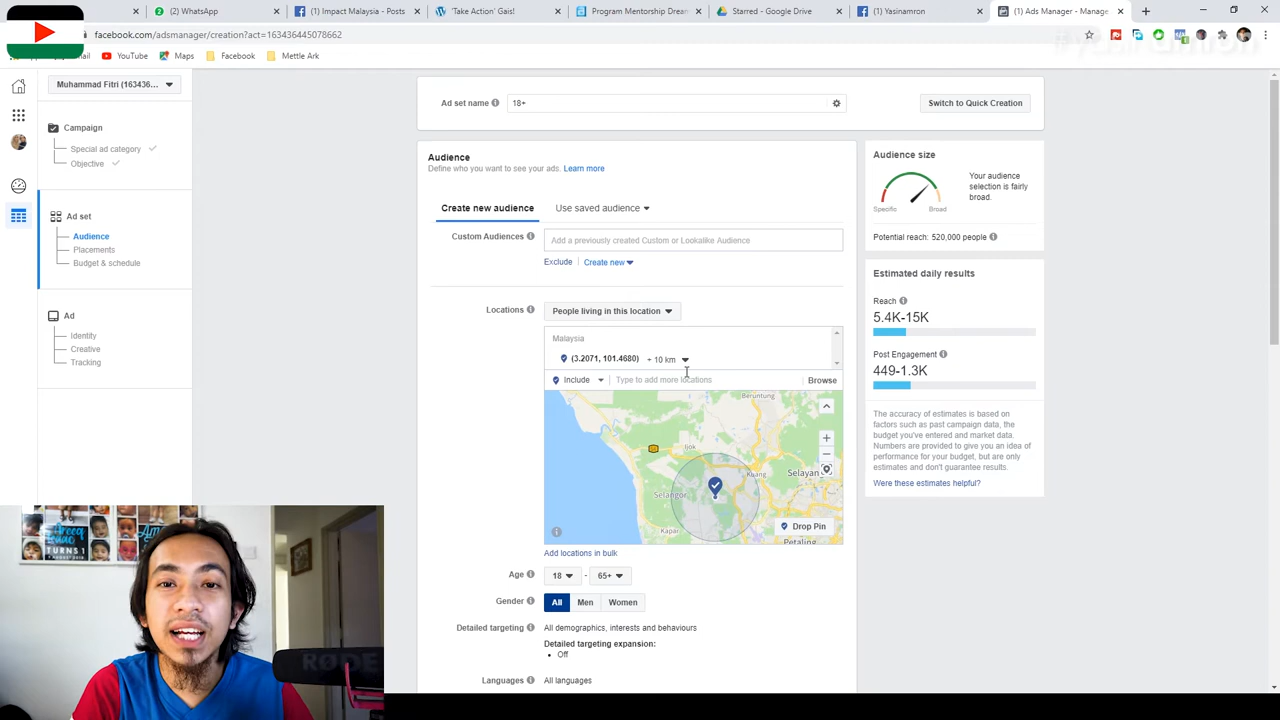 (2) WhatsApp
(1) Impact Malaysia - Posts
'Take Action' Gais!
Program Mentorship Drea
Starred - Google Drive
(1) Yasinamron
(1) Ads Manager - Manage
facebook.com/adsmanager/creation?act=163436445078662
YouTube
Maps
Facebook
Mettle Ark
Muhammad Fitri (163436...
Campaign
Special ad category
Objective
Ad set
Audience
Placements
Budget & schedule
Ad
Identity
Creative
Tracking
Ad set name
18+
Switch to Quick Creation
Audience
Define who you want to see your ads. Learn more
Create new audience
Use saved audience
Custom Audiences
Add a previously created Custom or Lookalike Audience
Exclude
Create new
Locations
People living in this location
Malaysia
(3.2071, 101.4680) + 10 km
Include
Type to add more locations
Browse
Beruntung
Ijok
Kuang
Selayan
Selangor
Kapar
Petaling
Drop Pin
Add locations in bulk
Age
18 - 65+
Gender
All Men Women
Detailed targeting
All demographics, interests and behaviours
Detailed targeting expansion:
Off
Languages
All languages
Audience size
Your audience
selection is fairly
broad.
Specific
Broad
Potential reach: 520,000 people
Estimated daily results
Reach
5.4K-15K
Post Engagement
449-1.3K
The accuracy of estimates is based on
factors such as past campaign data, the
budget you've entered and market data.
Numbers are provided to give you an idea of
performance for your budget, but are only
estimates and don't guarantee results.
Were these estimates helpful?
TURNS 1
RØDE